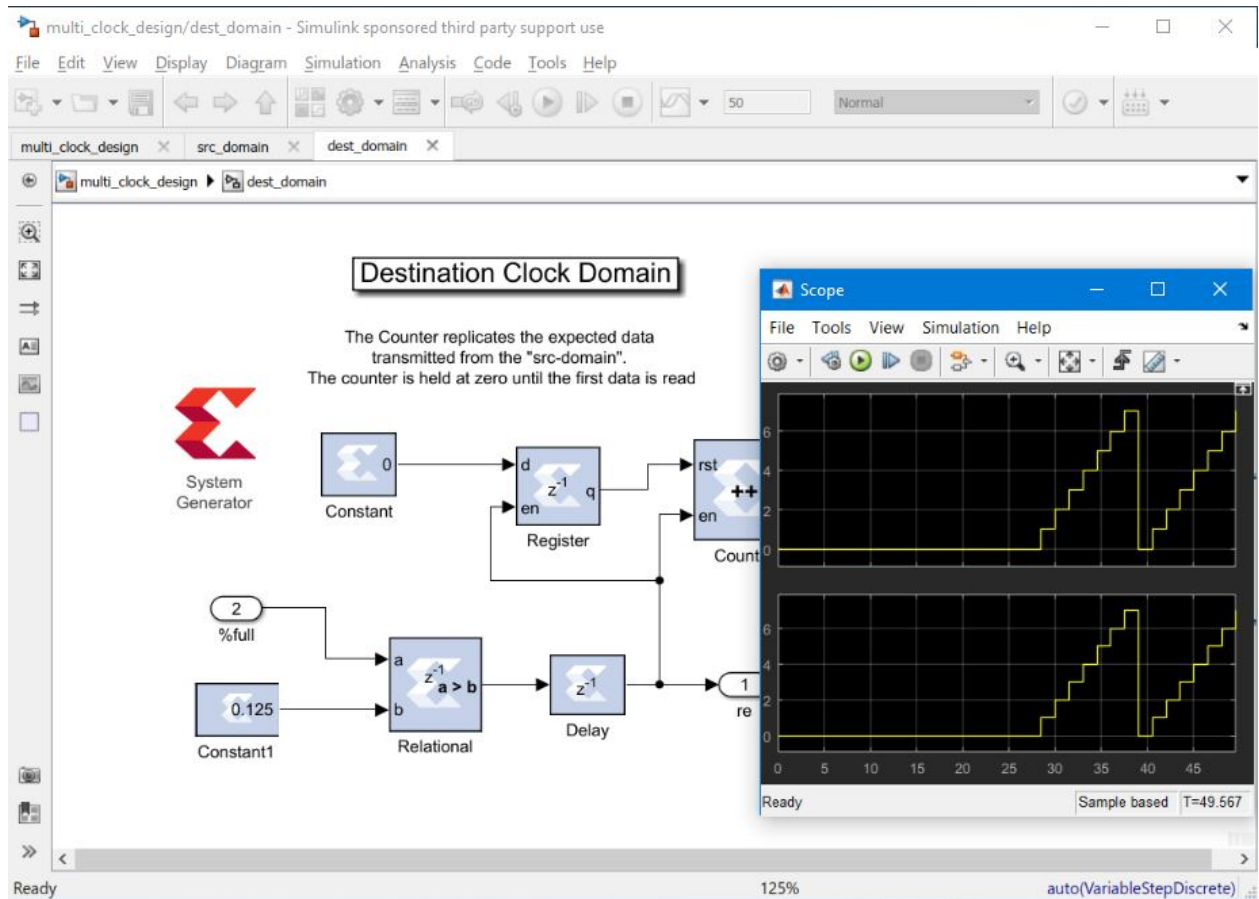 multi_clock_design/dest_domain - Simulink sponsored third party support use
File Edit View Display Diagram Simulation Analysis Code Tools Help
50 Normal
multi_clock_design src_domain dest_domain
multi_clock_design dest_domain
Destination Clock Domain
The Counter replicates the expected data
transmitted from the "src-domain".
The counter is held at zero until the first data is read
System
Generator
0
Constant
d
z-1 q
en
Register
rst
++
en
Count
2
%full
a
z-1
a > b
b
Relational
0.125
Constant1
z-1
Delay
1
re
Scope
File Tools View Simulation Help
6
4
2
0
6
4
2
0
0 5 10 15 20 25 30 35 40 45
Ready Sample based T=49.567
Ready 125% auto(VariableStepDiscrete)